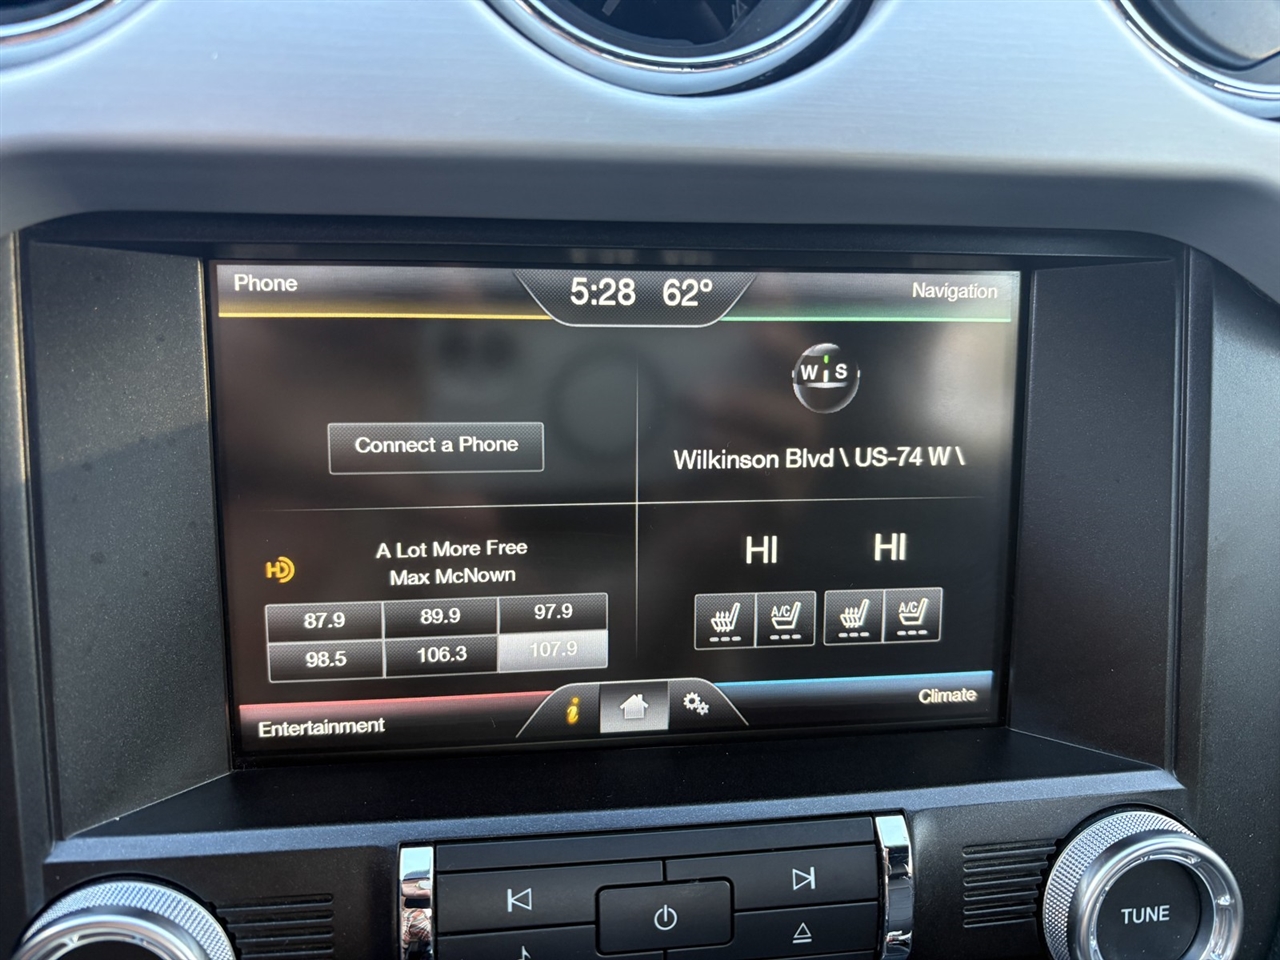 Phone
5:28 62°
Navigation
W S
Connect a Phone
Wilkinson Blvd \ US-74 W \
HD
A Lot More Free
Max McNown
87.9 89.9 97.9
98.5 106.3 107.9
HI HI
A/C A/C
Entertainment
i
Climate
TUNE